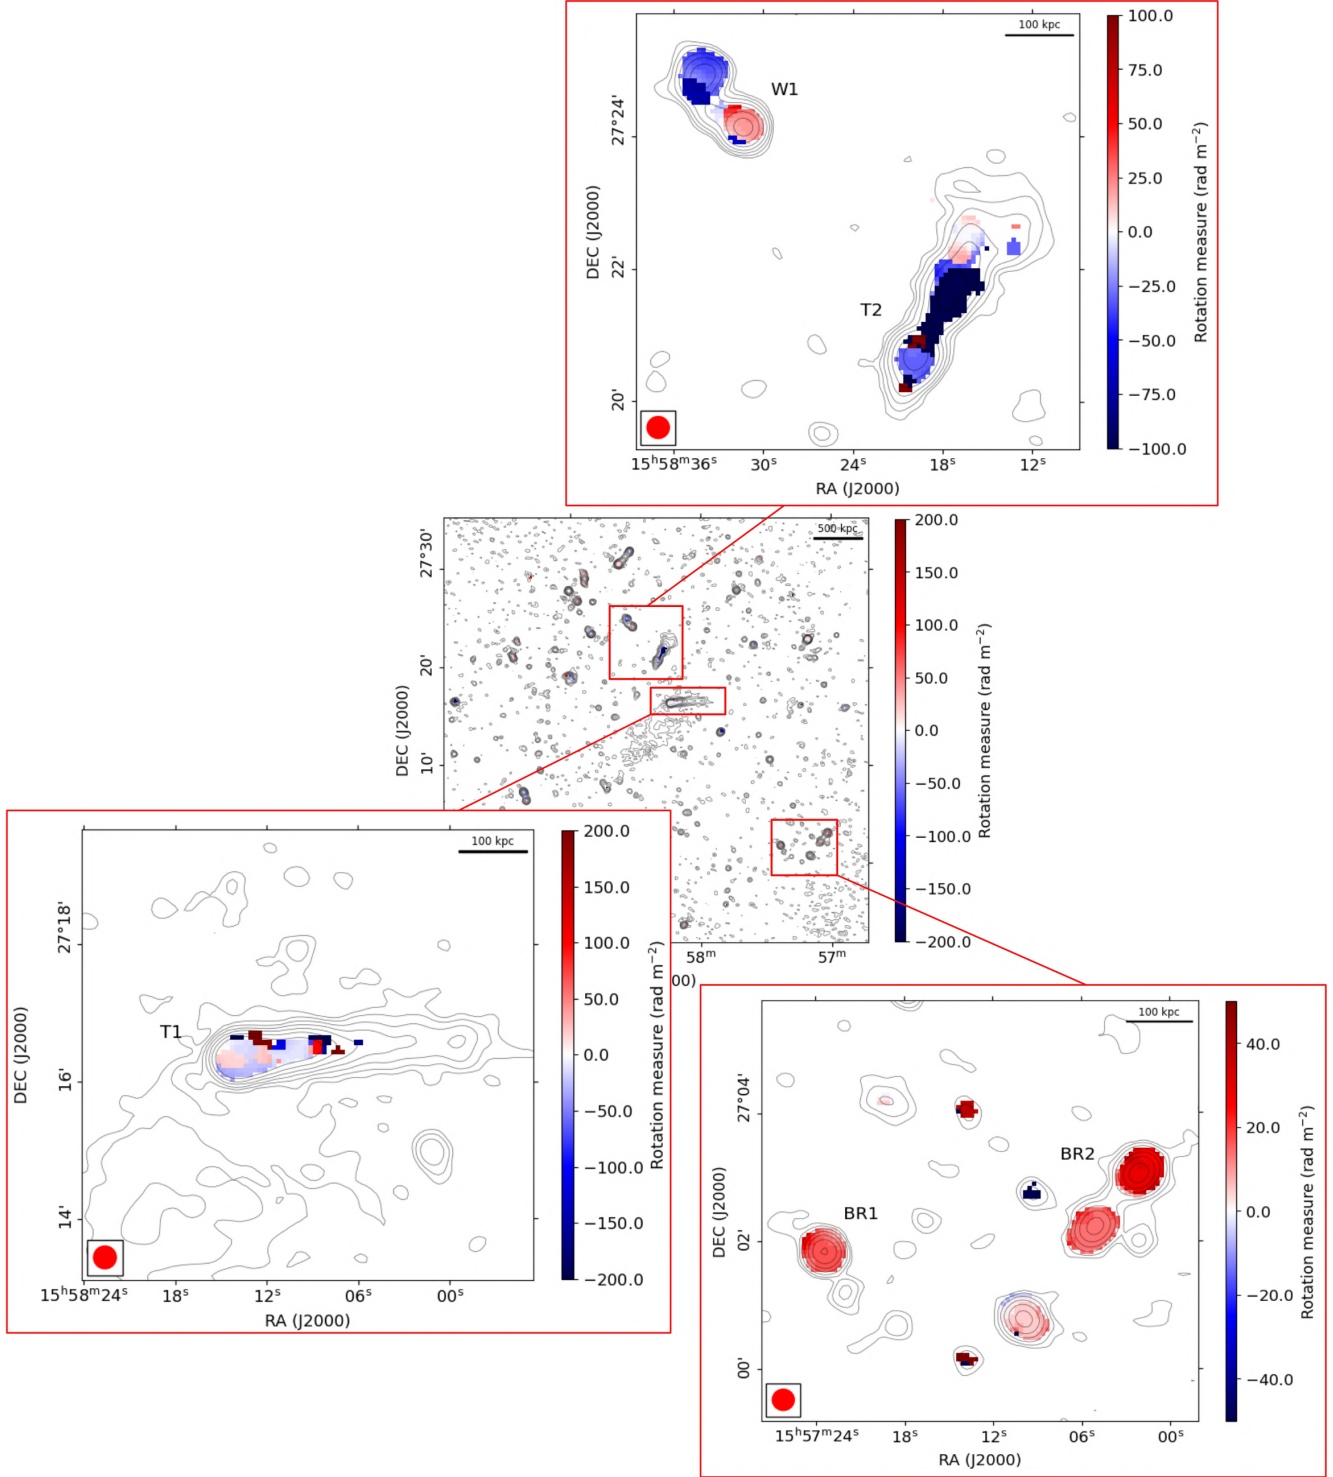 100 kpc
W1
T2
27°24'
22'
20'
DEC (J2000)
15ʰ58ᵐ36ˢ
30ˢ
24ˢ
18ˢ
12ˢ
RA (J2000)
100.0
75.0
50.0
25.0
0.0
−25.0
−50.0
−75.0
−100.0
Rotation measure (rad m⁻²)
500 kpc
27°30'
20'
10'
DEC (J2000)
58ᵐ
57ᵐ
00)
200.0
150.0
100.0
50.0
0.0
−50.0
−100.0
−150.0
−200.0
Rotation measure (rad m⁻²)
100 kpc
T1
27°18'
16'
14'
DEC (J2000)
15ʰ58ᵐ24ˢ
18ˢ
12ˢ
06ˢ
00ˢ
RA (J2000)
200.0
150.0
100.0
50.0
0.0
−50.0
−100.0
−150.0
−200.0
Rotation measure (rad m⁻²)
100 kpc
BR2
BR1
27°04'
02'
00'
DEC (J2000)
15ʰ57ᵐ24ˢ
18ˢ
12ˢ
06ˢ
00ˢ
RA (J2000)
40.0
20.0
0.0
−20.0
−40.0
Rotation measure (rad m⁻²)